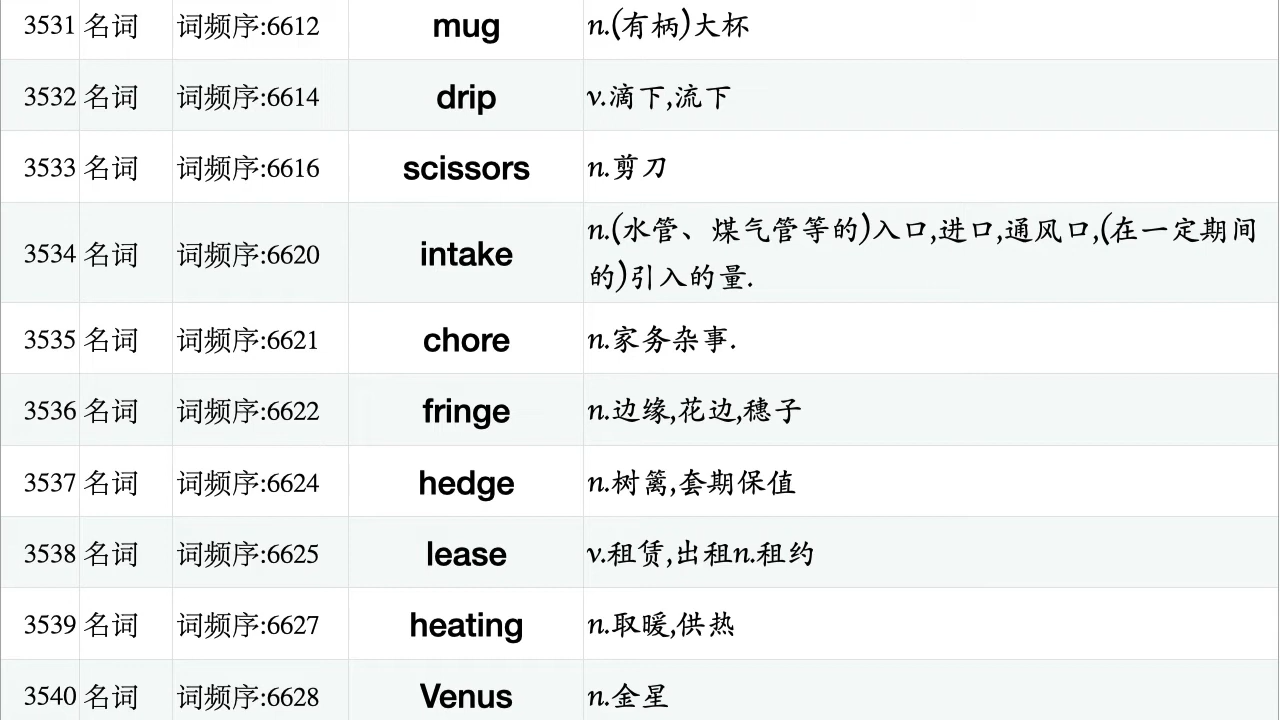 3531 名词 词频序:6612 mug n.(有柄)大杯
3532 名词 词频序:6614 drip v.滴下,流下
3533 名词 词频序:6616 scissors n.剪刀
3534 名词 词频序:6620 intake n.(水管、煤气管等的)入口,进口,通风口,(在一定期间
的)引入的量.
3535 名词 词频序:6621 chore n.家务杂事.
3536 名词 词频序:6622 fringe n.边缘,花边,穗子
3537 名词 词频序:6624 hedge n.树篱,套期保值
3538 名词 词频序:6625 lease v.租赁,出租n.租约
3539 名词 词频序:6627 heating n.取暖,供热
3540 名词 词频序:6628 Venus n.金星